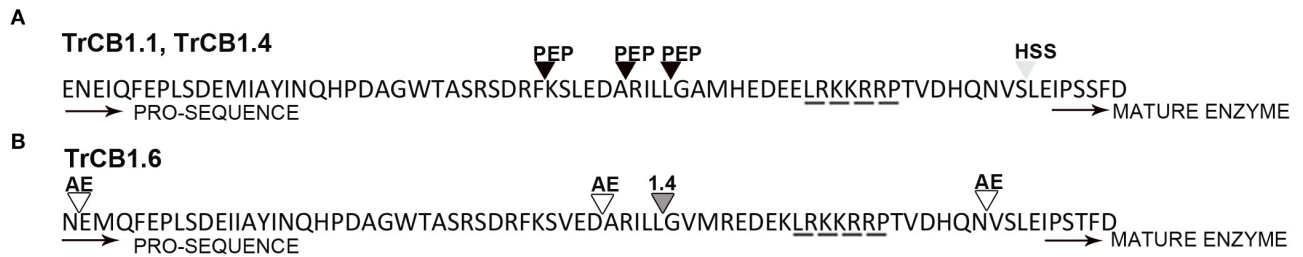 A
TrCB1.1, TrCB1.4
PEP PEP PEP HSS
ENEIQFEPLSDEMIAYINQHPDAGWTASRSDRFKSLEDARILLGAMHEDEELRKKRRPTVDHQNVSLEIPSSFD
PRO-SEQUENCE MATURE ENZYME
B
TrCB1.6
AE AE 1.4 AE
NEMQFEPLSDEIIAYINQHPDAGWTASRSDRFKSVEDARILLGVMREDEKLRKKRRPTVDHQNVSLEIPSTFD
PRO-SEQUENCE MATURE ENZYME